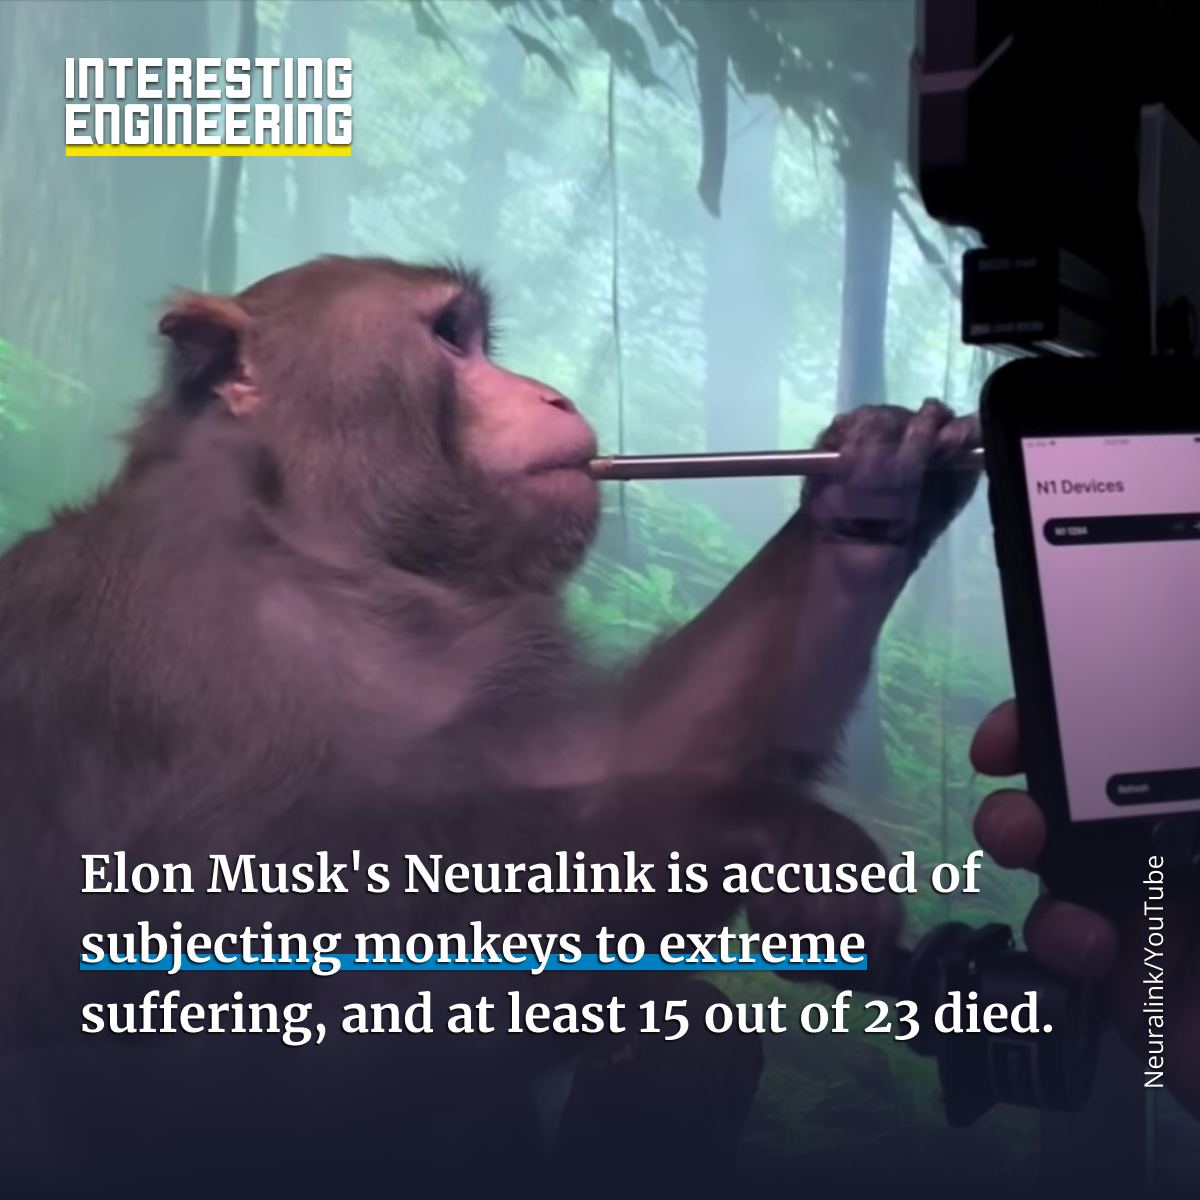 INTERESTING
ENGINEERING
N1 Devices
Refresh
Elon Musk's Neuralink is accused of
subjecting monkeys to extreme
suffering, and at least 15 out of 23 died.
Neuralink/YouTube